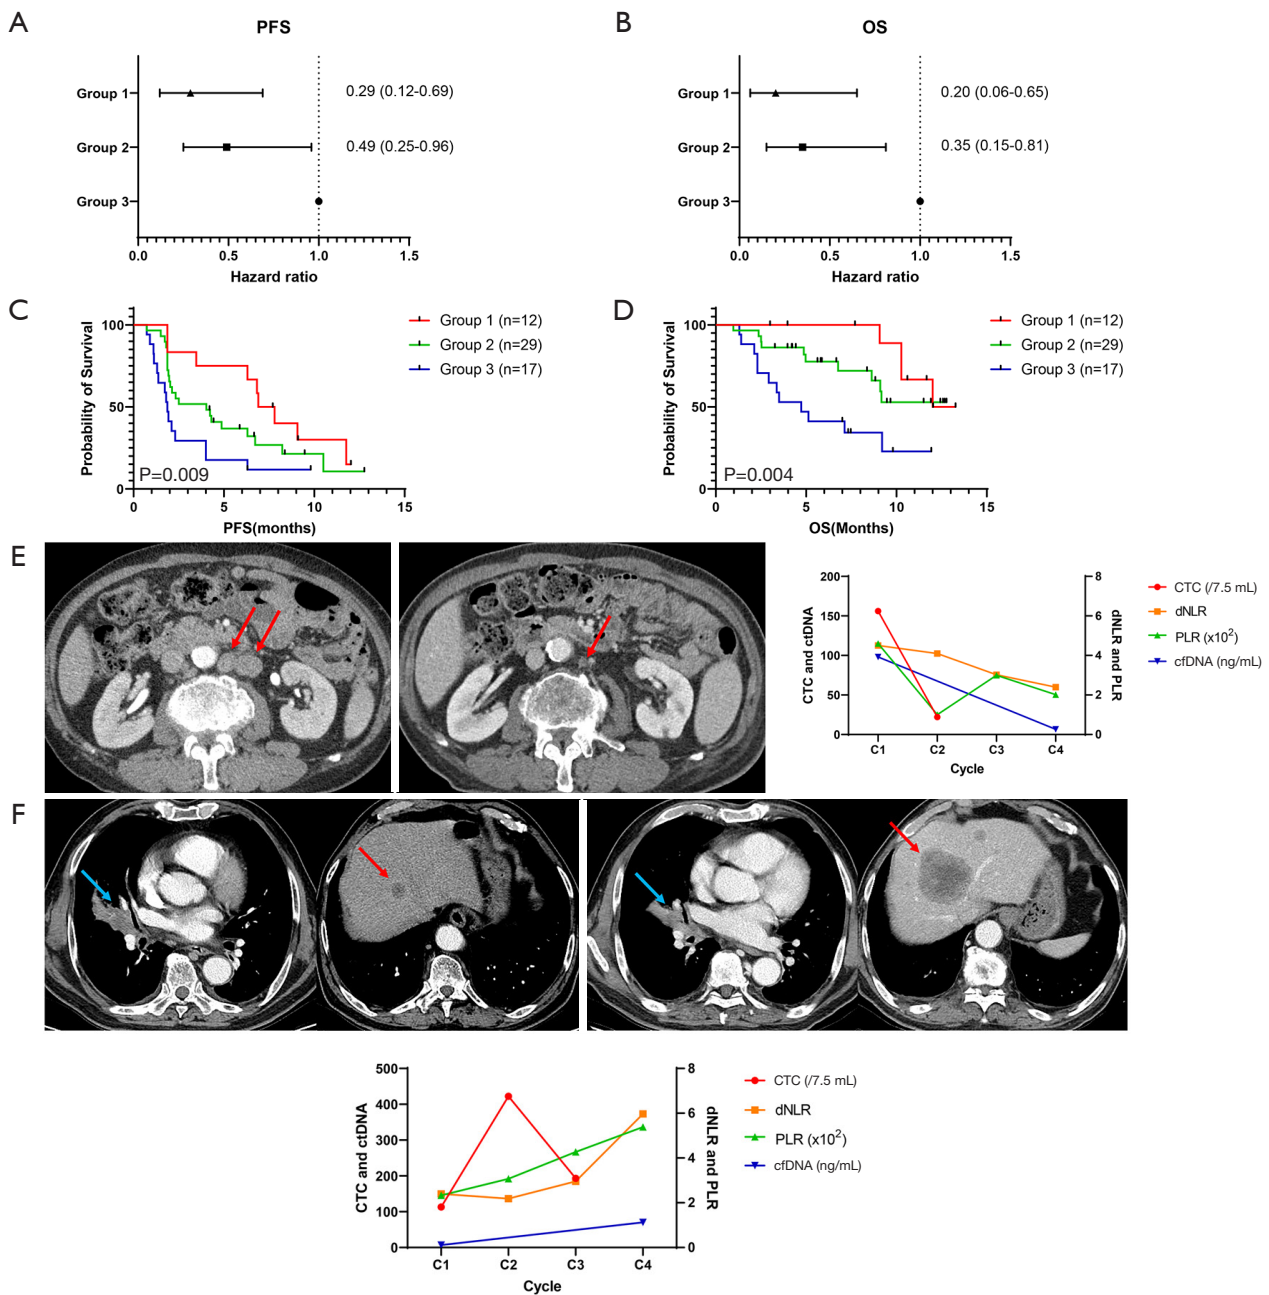 A
PFS
Group 1
0.29 (0.12-0.69)
Group 2
0.49 (0.25-0.96)
Group 3
0.0 0.5 1.0 1.5
Hazard ratio
B
OS
Group 1
0.20 (0.06-0.65)
Group 2
0.35 (0.15-0.81)
Group 3
0.0 0.5 1.0 1.5
Hazard ratio
C
Probability of Survival
100
50
0
P=0.009
0 5 10 15
PFS(months)
Group 1 (n=12)
Group 2 (n=29)
Group 3 (n=17)
D
Probability of Survival
100
50
0
P=0.004
0 5 10 15
OS(Months)
Group 1 (n=12)
Group 2 (n=29)
Group 3 (n=17)
E
CTC and ctDNA
200
150
100
50
0
8
6
4
2
0
dNLR and PLR
C1 C2 C3 C4
Cycle
CTC (/7.5 mL)
dNLR
PLR (x10²)
cfDNA (ng/mL)
F
CTC and ctDNA
500
400
300
200
100
0
8
6
4
2
0
dNLR and PLR
C1 C2 C3 C4
Cycle
CTC (/7.5 mL)
dNLR
PLR (x10²)
cfDNA (ng/mL)